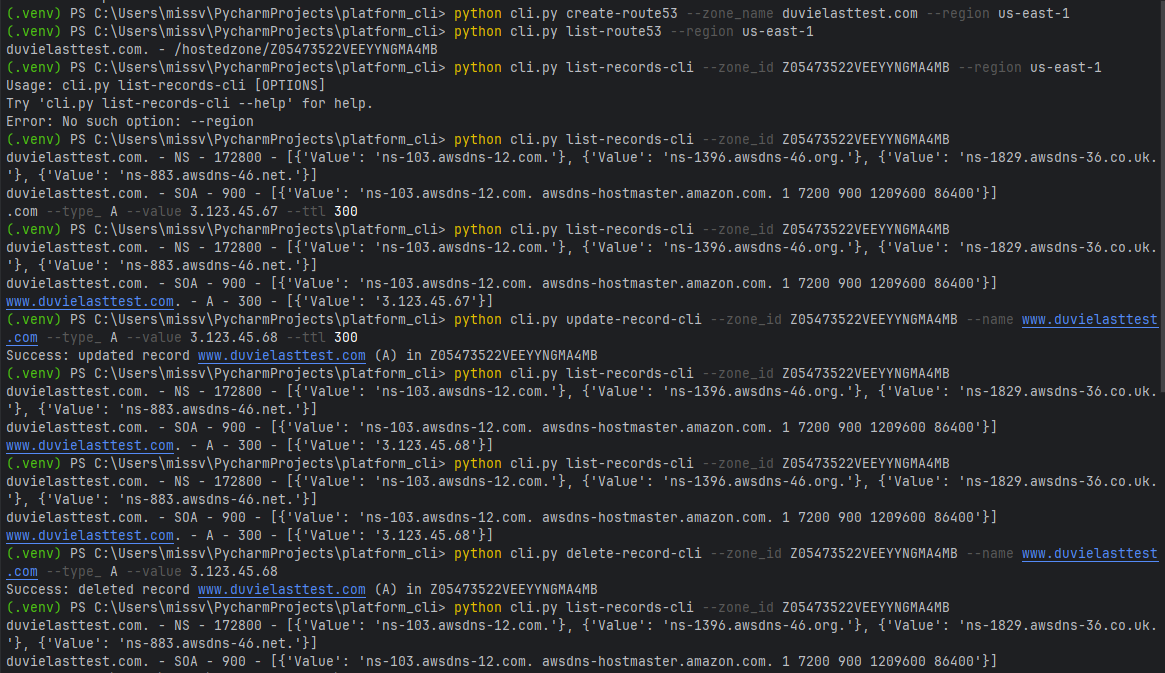 (.venv) PS C:\Users\missv\PycharmProjects\platform_cli> python cli.py create-route53 --zone_name duvielasttest.com --region us-east-1
(.venv) PS C:\Users\missv\PycharmProjects\platform_cli> python cli.py list-route53 --region us-east-1
duvielasttest.com. - /hostedzone/Z05473522VEEYYNGMA4MB
(.venv) PS C:\Users\missv\PycharmProjects\platform_cli> python cli.py list-records-cli --zone_id Z05473522VEEYYNGMA4MB --region us-east-1
Usage: cli.py list-records-cli [OPTIONS]
Try 'cli.py list-records-cli --help' for help.
Error: No such option: --region
(.venv) PS C:\Users\missv\PycharmProjects\platform_cli> python cli.py list-records-cli --zone_id Z05473522VEEYYNGMA4MB
duvielasttest.com. - NS - 172800 - [{'Value': 'ns-103.awsdns-12.com.'}, {'Value': 'ns-1396.awsdns-46.org.'}, {'Value': 'ns-1829.awsdns-36.co.uk.
'}, {'Value': 'ns-883.awsdns-46.net.'}]
duvielasttest.com. - SOA - 900 - [{'Value': 'ns-103.awsdns-12.com. awsdns-hostmaster.amazon.com. 1 7200 900 1209600 86400'}]
.com --type_ A --value 3.123.45.67 --ttl 300
(.venv) PS C:\Users\missv\PycharmProjects\platform_cli> python cli.py list-records-cli --zone_id Z05473522VEEYYNGMA4MB
duvielasttest.com. - NS - 172800 - [{'Value': 'ns-103.awsdns-12.com.'}, {'Value': 'ns-1396.awsdns-46.org.'}, {'Value': 'ns-1829.awsdns-36.co.uk.
'}, {'Value': 'ns-883.awsdns-46.net.'}]
duvielasttest.com. - SOA - 900 - [{'Value': 'ns-103.awsdns-12.com. awsdns-hostmaster.amazon.com. 1 7200 900 1209600 86400'}]
www.duvielasttest.com. - A - 300 - [{'Value': '3.123.45.67'}]
(.venv) PS C:\Users\missv\PycharmProjects\platform_cli> python cli.py update-record-cli --zone_id Z05473522VEEYYNGMA4MB --name www.duvielasttest
.com --type_ A --value 3.123.45.68 --ttl 300
Success: updated record www.duvielasttest.com (A) in Z05473522VEEYYNGMA4MB
(.venv) PS C:\Users\missv\PycharmProjects\platform_cli> python cli.py list-records-cli --zone_id Z05473522VEEYYNGMA4MB
duvielasttest.com. - NS - 172800 - [{'Value': 'ns-103.awsdns-12.com.'}, {'Value': 'ns-1396.awsdns-46.org.'}, {'Value': 'ns-1829.awsdns-36.co.uk.
'}, {'Value': 'ns-883.awsdns-46.net.'}]
duvielasttest.com. - SOA - 900 - [{'Value': 'ns-103.awsdns-12.com. awsdns-hostmaster.amazon.com. 1 7200 900 1209600 86400'}]
www.duvielasttest.com. - A - 300 - [{'Value': '3.123.45.68'}]
(.venv) PS C:\Users\missv\PycharmProjects\platform_cli> python cli.py list-records-cli --zone_id Z05473522VEEYYNGMA4MB
duvielasttest.com. - NS - 172800 - [{'Value': 'ns-103.awsdns-12.com.'}, {'Value': 'ns-1396.awsdns-46.org.'}, {'Value': 'ns-1829.awsdns-36.co.uk.
'}, {'Value': 'ns-883.awsdns-46.net.'}]
duvielasttest.com. - SOA - 900 - [{'Value': 'ns-103.awsdns-12.com. awsdns-hostmaster.amazon.com. 1 7200 900 1209600 86400'}]
www.duvielasttest.com. - A - 300 - [{'Value': '3.123.45.68'}]
(.venv) PS C:\Users\missv\PycharmProjects\platform_cli> python cli.py delete-record-cli --zone_id Z05473522VEEYYNGMA4MB --name www.duvielasttest
.com --type_ A --value 3.123.45.68
Success: deleted record www.duvielasttest.com (A) in Z05473522VEEYYNGMA4MB
(.venv) PS C:\Users\missv\PycharmProjects\platform_cli> python cli.py list-records-cli --zone_id Z05473522VEEYYNGMA4MB
duvielasttest.com. - NS - 172800 - [{'Value': 'ns-103.awsdns-12.com.'}, {'Value': 'ns-1396.awsdns-46.org.'}, {'Value': 'ns-1829.awsdns-36.co.uk.
'}, {'Value': 'ns-883.awsdns-46.net.'}]
duvielasttest.com. - SOA - 900 - [{'Value': 'ns-103.awsdns-12.com. awsdns-hostmaster.amazon.com. 1 7200 900 1209600 86400'}]